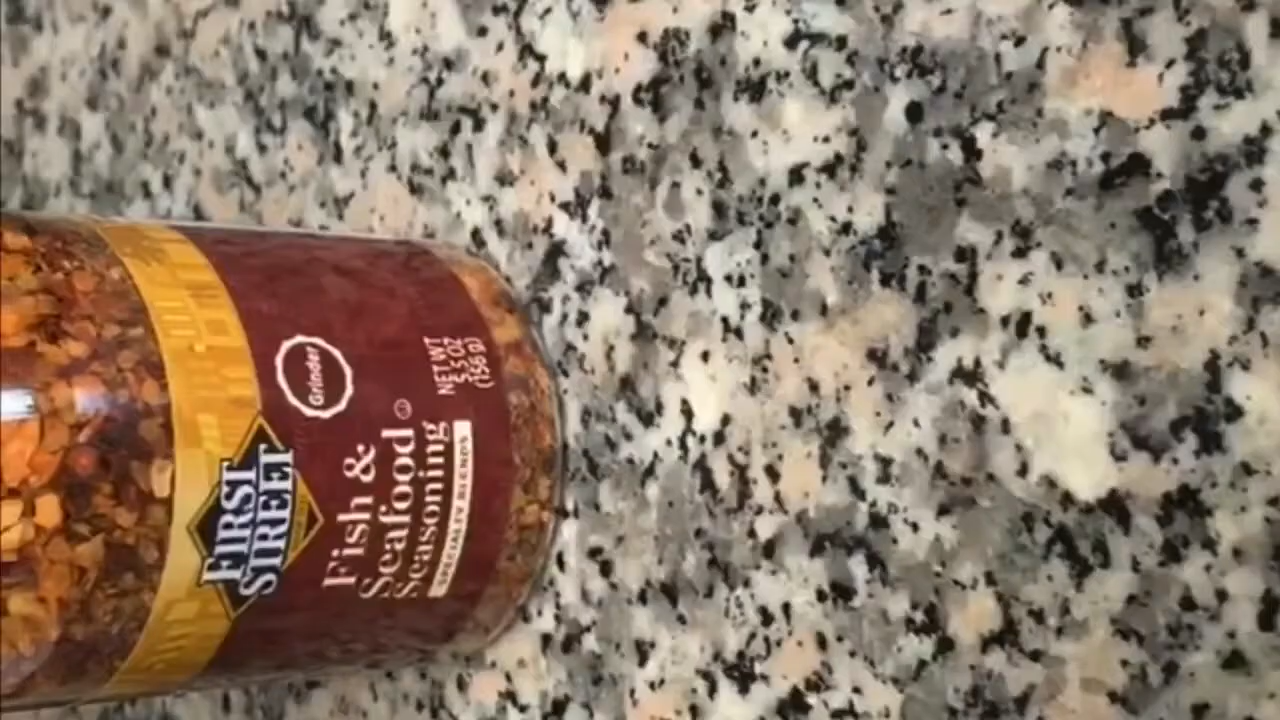 FIRST
STREET
Grinder
Fish &
Seafood
Seasoning
SPECIALTY BLENDS
NET WT
5.5 OZ
(156 g)